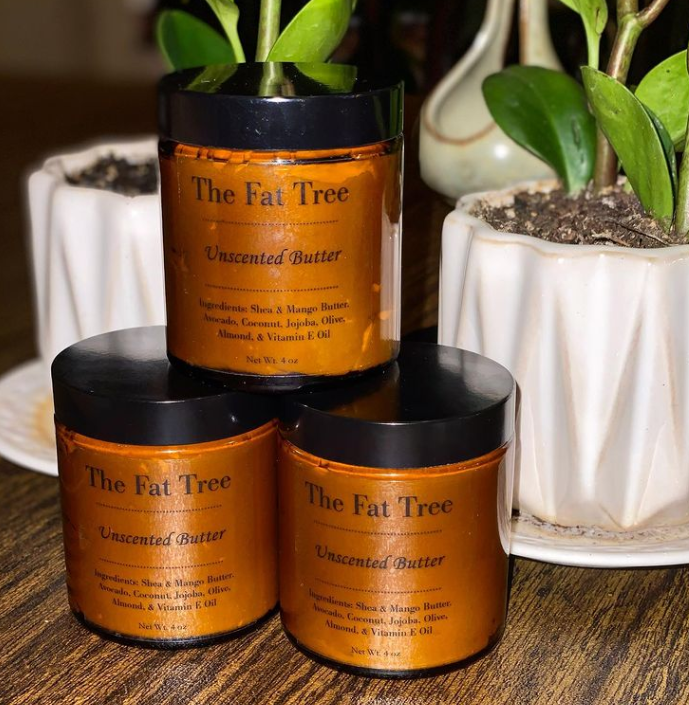 The Fat Tree
Unscented Butter
Ingredients: Shea & Mango Butter,
Avocado, Coconut, Jojoba, Olive,
Almond, & Vitamin E Oil
Net Wt. 4 oz
The Fat Tree
Unscented Butter
Ingredients: Shea & Mango Butter,
Avocado, Coconut, Jojoba, Olive,
Almond, & Vitamin E Oil
Net Wt. 4 oz
The Fat Tree
Unscented Butter
Ingredients: Shea & Mango Butter,
Avocado, Coconut, Jojoba, Olive,
Almond, & Vitamin E Oil
Net Wt. 4 oz